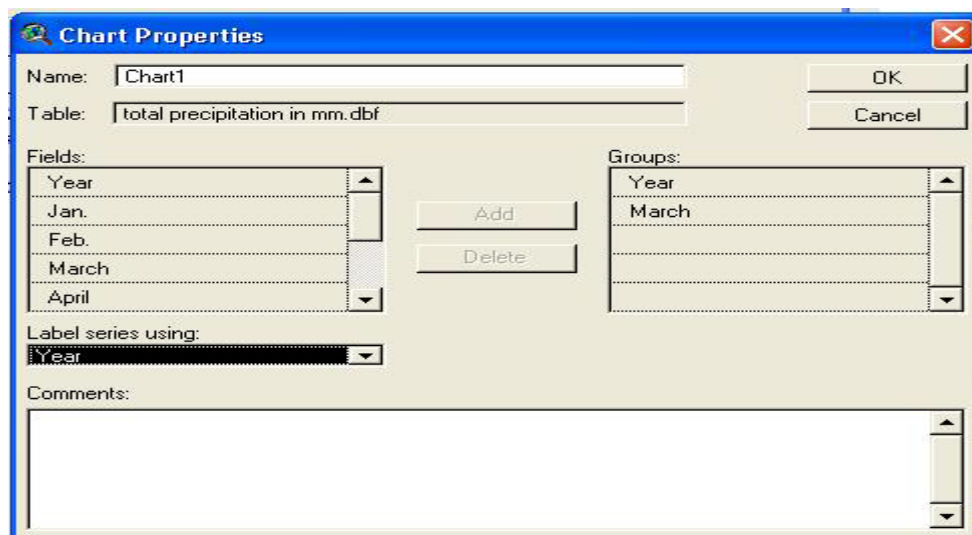 Chart Properties
Name: Chart1 OK
Table: total precipitation in mm.dbf Cancel
Fields: Groups:
Year Year
Jan. Add March
Feb.
Delete
March
April
Label series using:
Year
Comments: